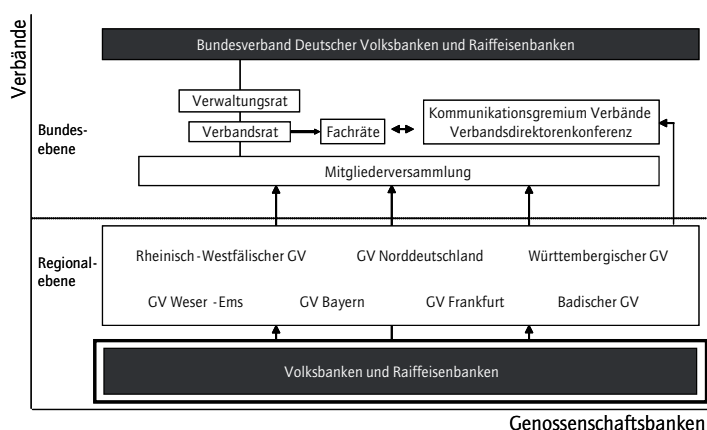 Verbände
Bundesverband Deutscher Volksbanken und Raiffeisenbanken
Verwaltungsrat
Bundes-
ebene
Verbandsrat
Fachräte
Kommunikationsgremium Verbände
Verbandsdirektorenkonferenz
Mitgliederversammlung
Regional-
ebene
Rheinisch-Westfälischer GV GV Norddeutschland Württembergischer GV
GV Weser -Ems GV Bayern GV Frankfurt Badischer GV
Volksbanken und Raiffeisenbanken
Genossenschaftsbanken